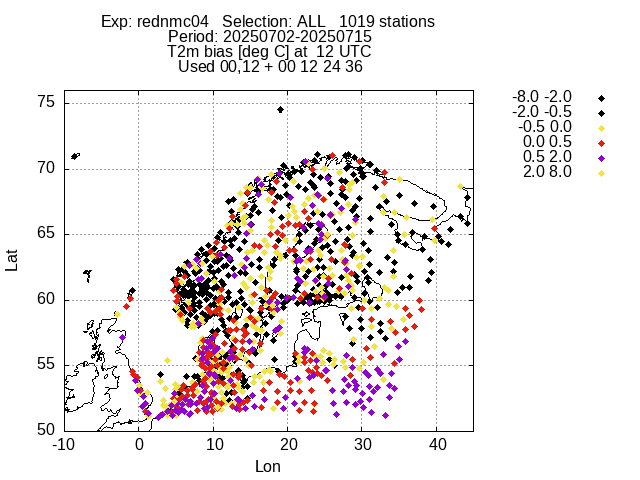 Exp: rednmc04   Selection: ALL   1019 stations
Period: 20250702-20250715
T2m bias [deg C] at  12 UTC
Used 00,12 + 00 12 24 36
-8.0 -2.0
-2.0 -0.5
-0.5 0.0
0.0 0.5
0.5 2.0
2.0 8.0
75
70
65
60
55
50
Lat
-10 0 10 20 30 40
Lon